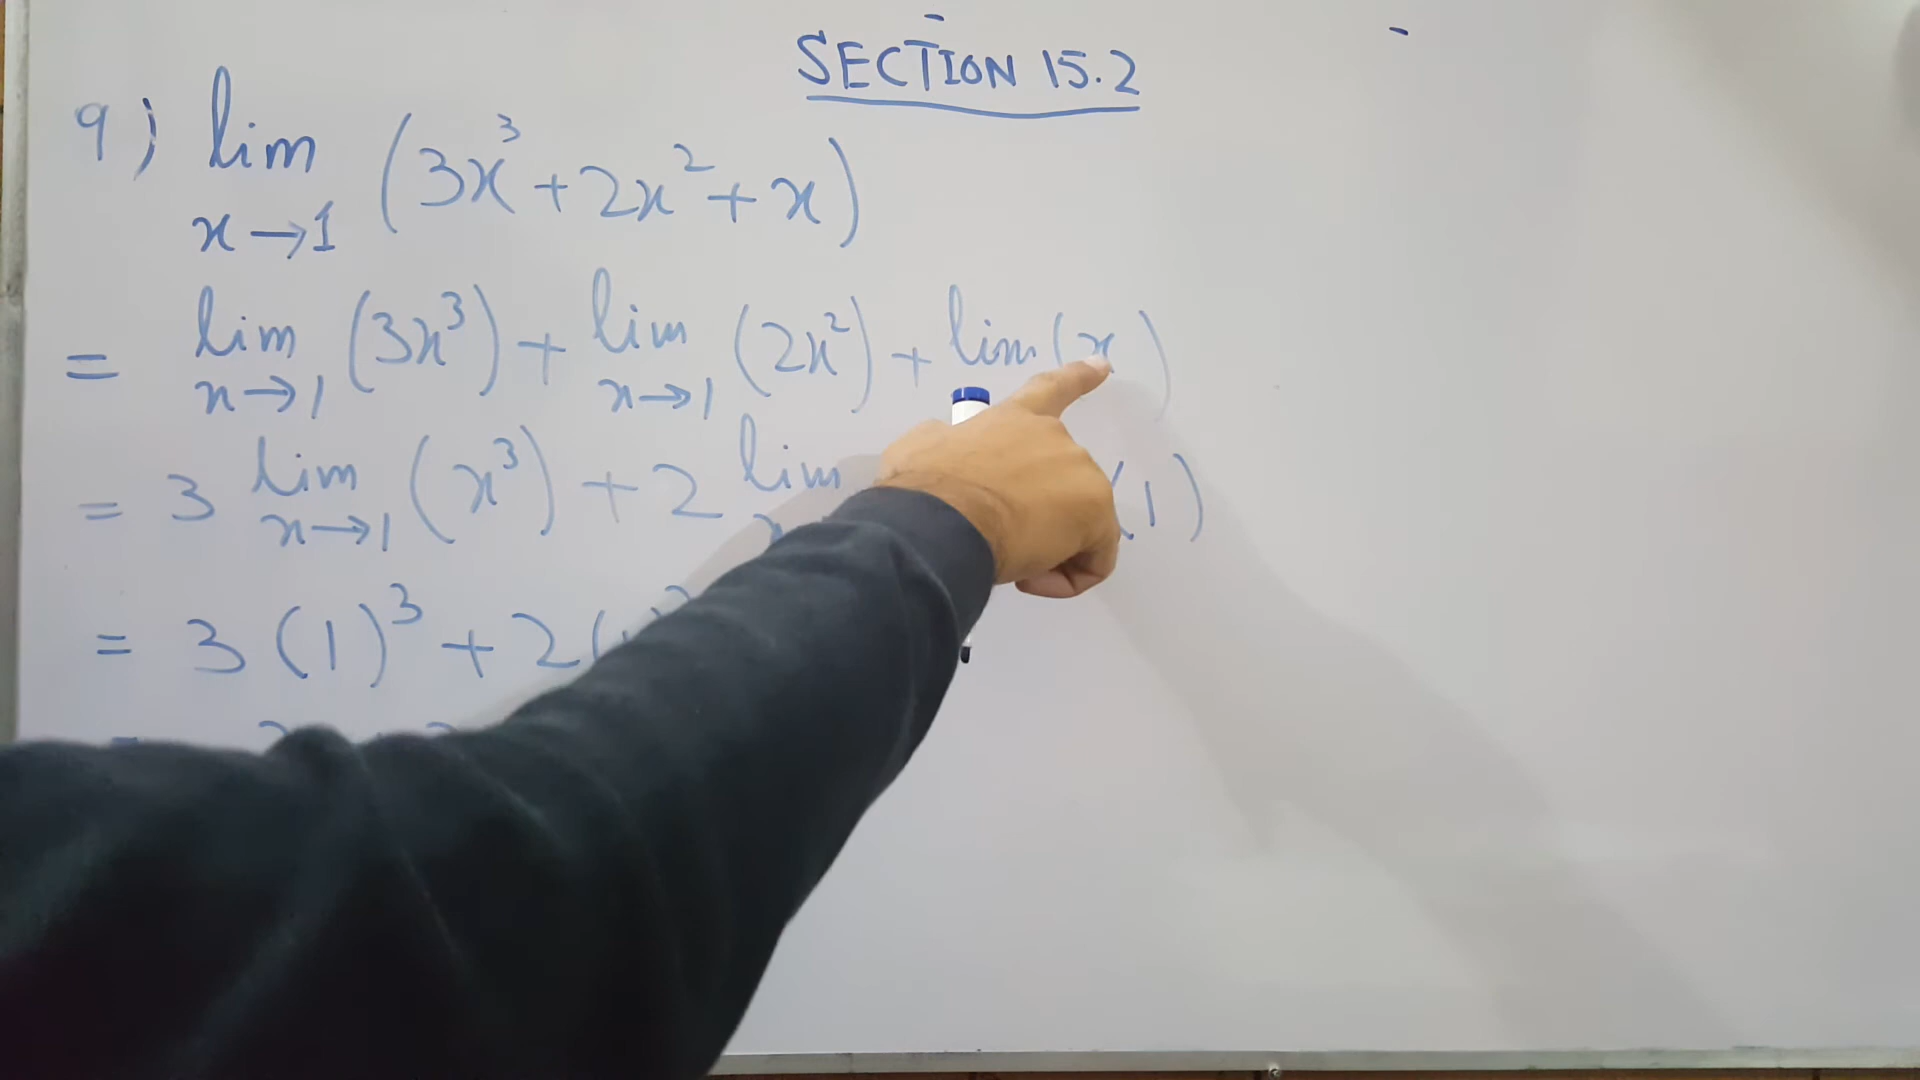 SECTION 15.2
9) lim (3x³ + 2x² + x)
x→1
= lim (3x³) + lim (2x²) + lim (x)
x→1 x→1
= 3 lim (x³) + 2 lim (1)
x→1
= 3 (1)³ + 2 (